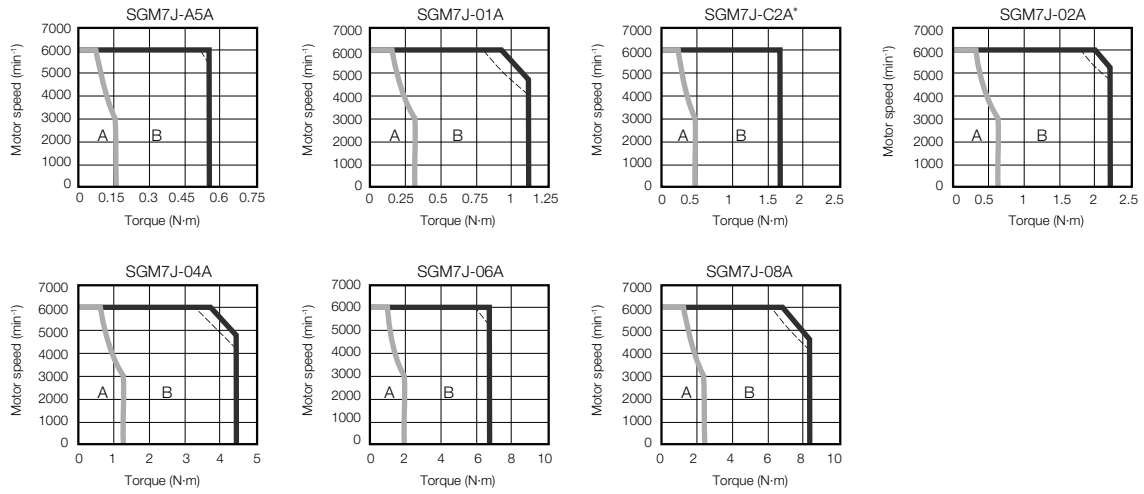 SGM7J-A5A
Motor speed (min⁻¹)
7000
6000
5000
4000
3000
2000
1000
0
A
B
0 0.15 0.3 0.45 0.6 0.75
Torque (N·m)
SGM7J-01A
Motor speed (min⁻¹)
7000
6000
5000
4000
3000
2000
1000
0
A
B
0 0.25 0.5 0.75 1 1.25
Torque (N·m)
SGM7J-C2A*
Motor speed (min⁻¹)
7000
6000
5000
4000
3000
2000
1000
0
A
B
0 0.5 1 1.5 2 2.5
Torque (N·m)
SGM7J-02A
Motor speed (min⁻¹)
7000
6000
5000
4000
3000
2000
1000
0
A
B
0 0.5 1 1.5 2 2.5
Torque (N·m)
SGM7J-04A
Motor speed (min⁻¹)
7000
6000
5000
4000
3000
2000
1000
0
A
B
0 1 2 3 4 5
Torque (N·m)
SGM7J-06A
Motor speed (min⁻¹)
7000
6000
5000
4000
3000
2000
1000
0
A
B
0 2 4 6 8 10
Torque (N·m)
SGM7J-08A
Motor speed (min⁻¹)
7000
6000
5000
4000
3000
2000
1000
0
A
B
0 2 4 6 8 10
Torque (N·m)